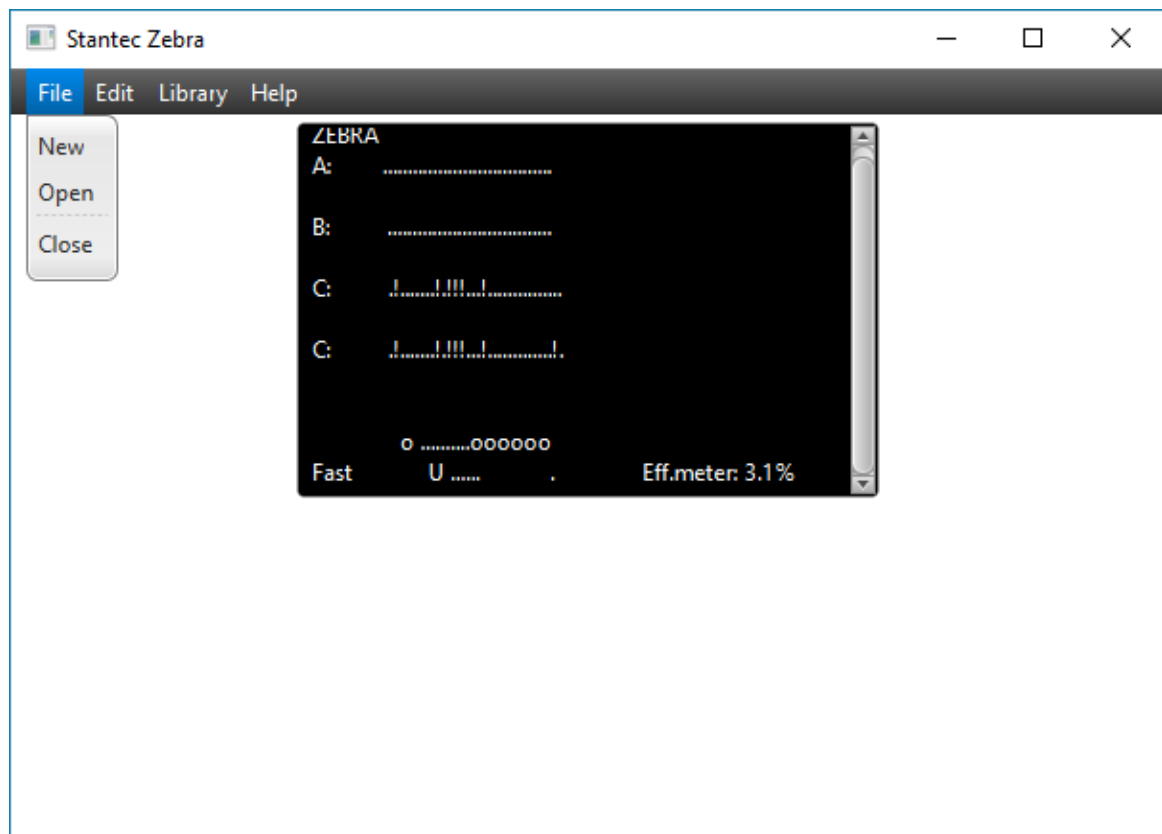 Stantec Zebra
File Edit Library Help
New
Open
Close
ZEBRA
A: ..................................
B: .................................
C: .!.......!.!!!...!...............
C: .!.......!.!!!...!.............!.
o ..........oooooo
Fast U ...... . Eff.meter: 3.1%